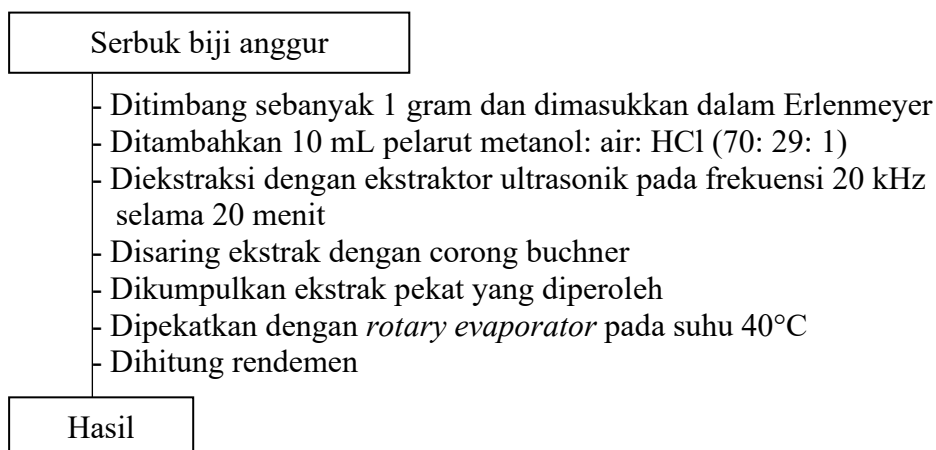 Serbuk biji anggur
- Ditimbang sebanyak 1 gram dan dimasukkan dalam Erlenmeyer
- Ditambahkan 10 mL pelarut metanol: air: HCl (70: 29: 1)
- Diekstraksi dengan ekstraktor ultrasonik pada frekuensi 20 kHz
selama 20 menit
- Disaring ekstrak dengan corong buchner
- Dikumpulkan ekstrak pekat yang diperoleh
- Dipekatkan dengan rotary evaporator pada suhu 40°C
- Dihitung rendemen
Hasil